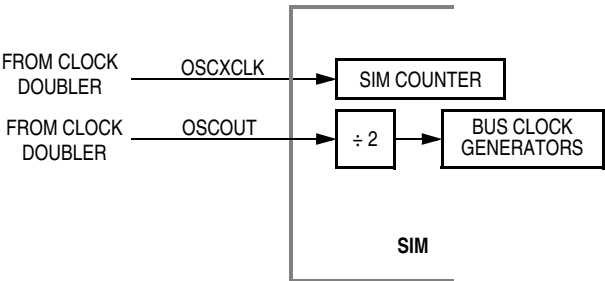 FROM CLOCK
DOUBLER
OSCXCLK
SIM COUNTER
FROM CLOCK
DOUBLER
OSCOUT
÷ 2
BUS CLOCK
GENERATORS
SIM